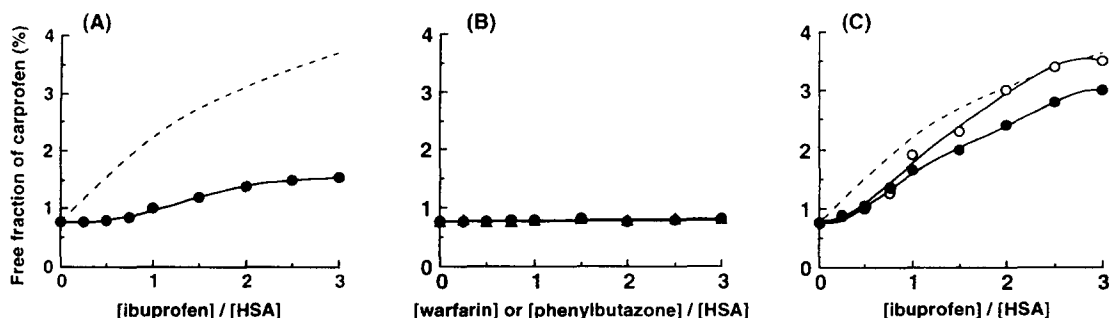 (A)
Free fraction of carprofen (%)
4
3
2
1
0
0 1 2 3
[ibuprofen] / [HSA]
(B)
4
3
2
1
0
0 1 2 3
[warfarin] or [phenylbutazone] / [HSA]
(C)
4
3
2
1
0
0 1 2 3
[ibuprofen] / [HSA]